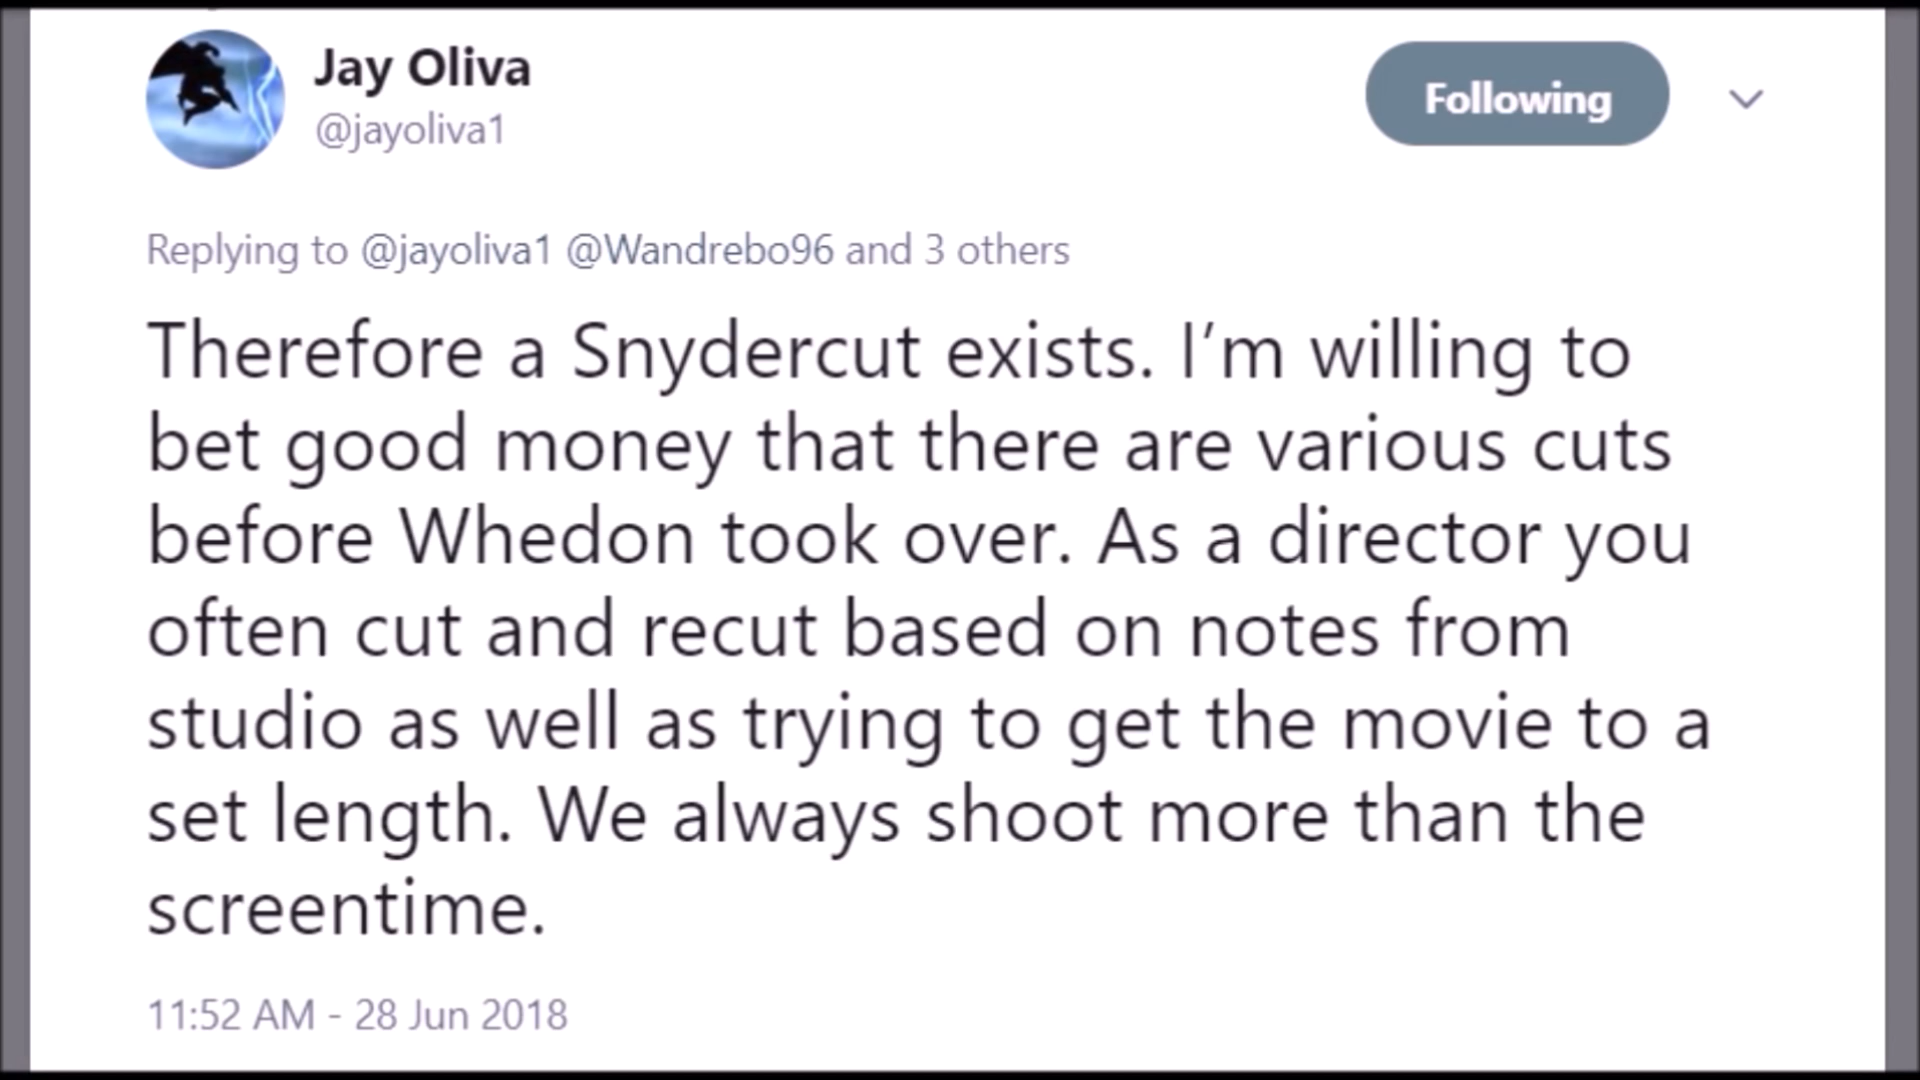 Jay Oliva
@jayoliva1
Following
Replying to @jayoliva1 @Wandrebo96 and 3 others
Therefore a Snydercut exists. I’m willing to
bet good money that there are various cuts
before Whedon took over. As a director you
often cut and recut based on notes from
studio as well as trying to get the movie to a
set length. We always shoot more than the
screentime.
11:52 AM - 28 Jun 2018